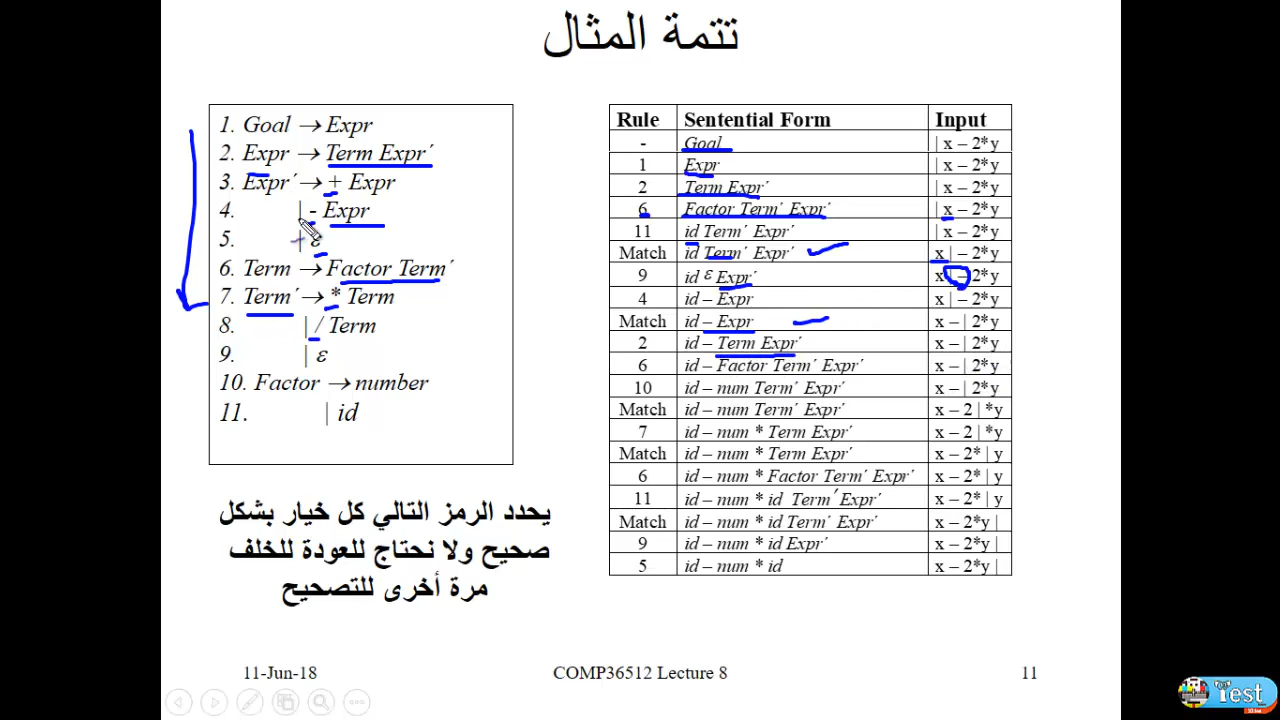 تتمة المثال
1. Goal → Expr
2. Expr → Term Expr′
3. Expr′ → + Expr
4. | - Expr
5. | ε
6. Term → Factor Term′
7. Term′ → * Term
8. | / Term
9. | ε
10. Factor → number
11. | id
يحدد الرمز التالي كل خيار بشكل
صحيح ولا نحتاج للعودة للخلف
مرة أخرى للتصحيح
Rule Sentential Form Input
- Goal | x – 2*y
1 Expr | x – 2*y
2 Term Expr′ | x – 2*y
6 Factor Term′ Expr′ | x – 2*y
11 id Term′ Expr′ | x – 2*y
Match id Term′ Expr′ x | – 2*y
9 id ε Expr′ x | – 2*y
4 id – Expr x | – 2*y
Match id – Expr x – | 2*y
2 id – Term Expr′ x – | 2*y
6 id – Factor Term′ Expr′ x – | 2*y
10 id – num Term′ Expr′ x – | 2*y
Match id – num Term′ Expr′ x – 2 | *y
7 id – num * Term Expr′ x – 2 | *y
Match id – num * Term Expr′ x – 2* | y
6 id – num * Factor Term′ Expr′ x – 2* | y
11 id – num * id Term′ Expr′ x – 2* | y
Match id – num * id Term′ Expr′ x – 2*y |
9 id – num * id Expr′ x – 2*y |
5 id – num * id x – 2*y |
11-Jun-18 COMP36512 Lecture 8 11
Test